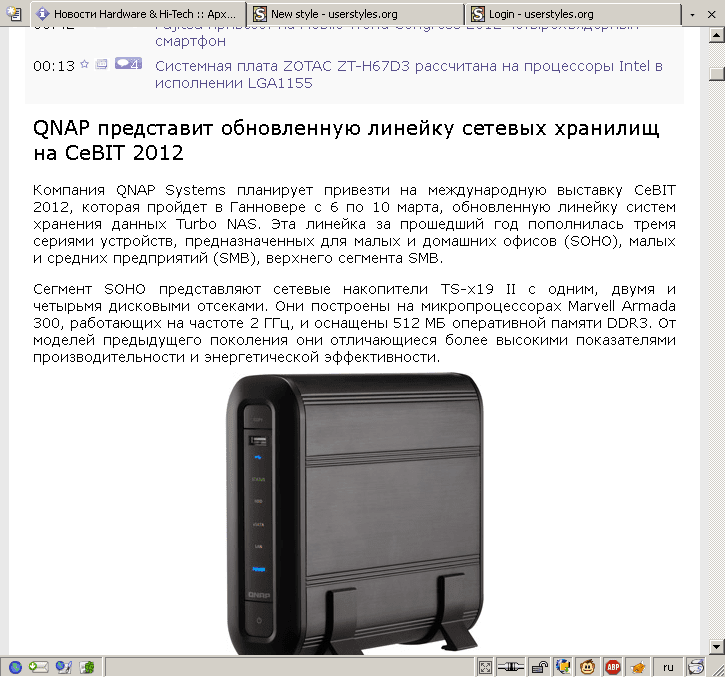 Новости Hardware & Hi-Tech :: Арх...
New style - userstyles.org
Login - userstyles.org
смартфон
00:13 4 Системная плата ZOTAC ZT-H67D3 рассчитана на процессоры Intel в
исполнении LGA1155
QNAP представит обновленную линейку сетевых хранилищ
на CeBIT 2012
Компания QNAP Systems планирует привезти на международную выставку CeBIT
2012, которая пройдет в Ганновере с 6 по 10 марта, обновленную линейку систем
хранения данных Turbo NAS. Эта линейка за прошедший год пополнилась тремя
сериями устройств, предназначенных для малых и домашних офисов (SOHO), малых
и средних предприятий (SMB), верхнего сегмента SMB.
Сегмент SOHO представляют сетевые накопители TS-x19 II с одним, двумя и
четырьмя дисковыми отсеками. Они построены на микропроцессорах Marvell Armada
300, работающих на частоте 2 ГГц, и оснащены 512 МБ оперативной памяти DDR3. От
моделей предыдущего поколения они отличающиеся более высокими показателями
производительности и энергетической эффективности.
QNAP
ABP
ru